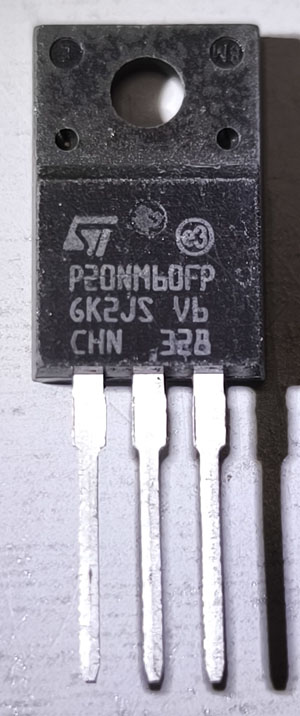 ST
e3
P20NM60FP
6K2JS V6
CHN 328